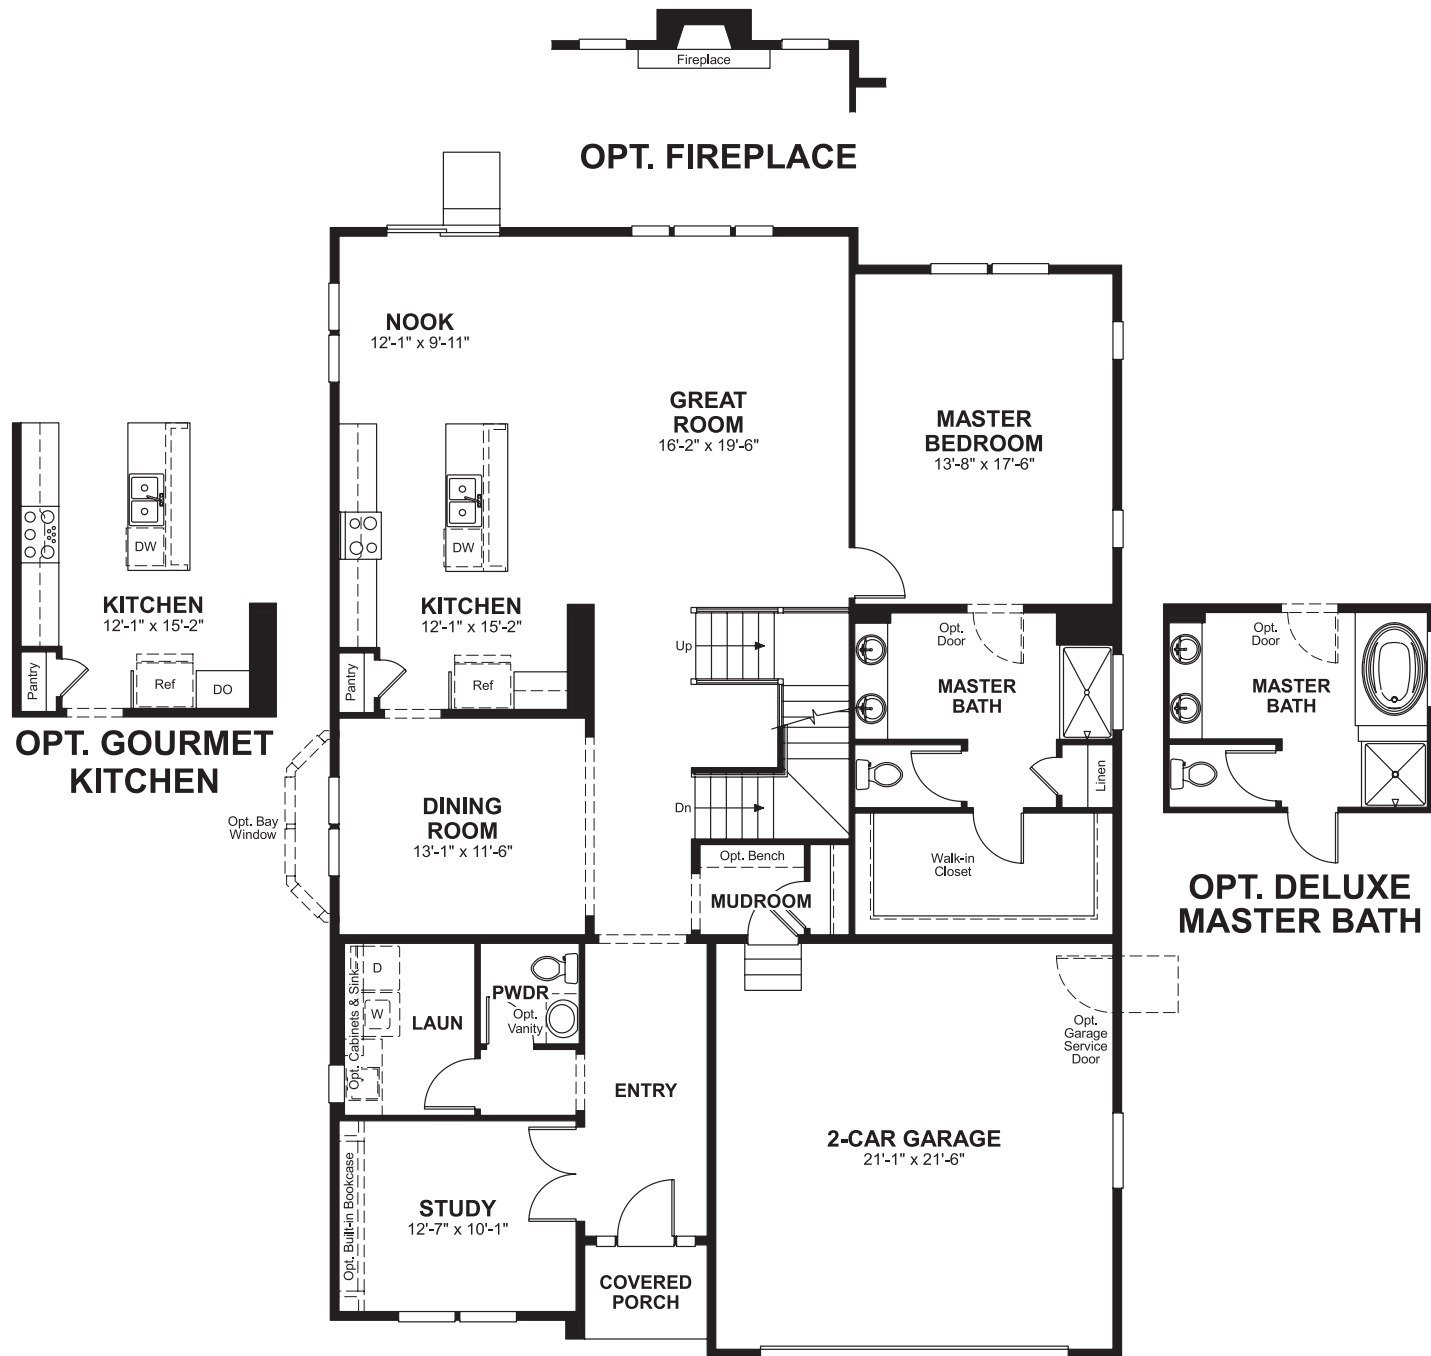 Fireplace
OPT. FIREPLACE
NOOK
12'-1" x 9'-11"
GREAT
ROOM
16'-2" x 19'-6"
MASTER
BEDROOM
13'-8" x 17'-6"
DW
KITCHEN
12'-1" x 15'-2"
Pantry
Ref
DO
OPT. GOURMET
KITCHEN
DW
KITCHEN
12'-1" x 15'-2"
Pantry
Ref
Up
Dn
Opt.
Door
MASTER
BATH
Linen
Opt.
Door
MASTER
BATH
OPT. DELUXE
MASTER BATH
Opt. Bay
Window
DINING
ROOM
13'-1" x 11'-6"
Opt. Bench
MUDROOM
Walk-in
Closet
D
W
Opt. Cabinets & Sink
LAUN
PWDR
Opt.
Vanity
ENTRY
Opt.
Garage
Service
Door
2-CAR GARAGE
21'-1" x 21'-6"
Opt. Built-in Bookcase
STUDY
12'-7" x 10'-1"
COVERED
PORCH